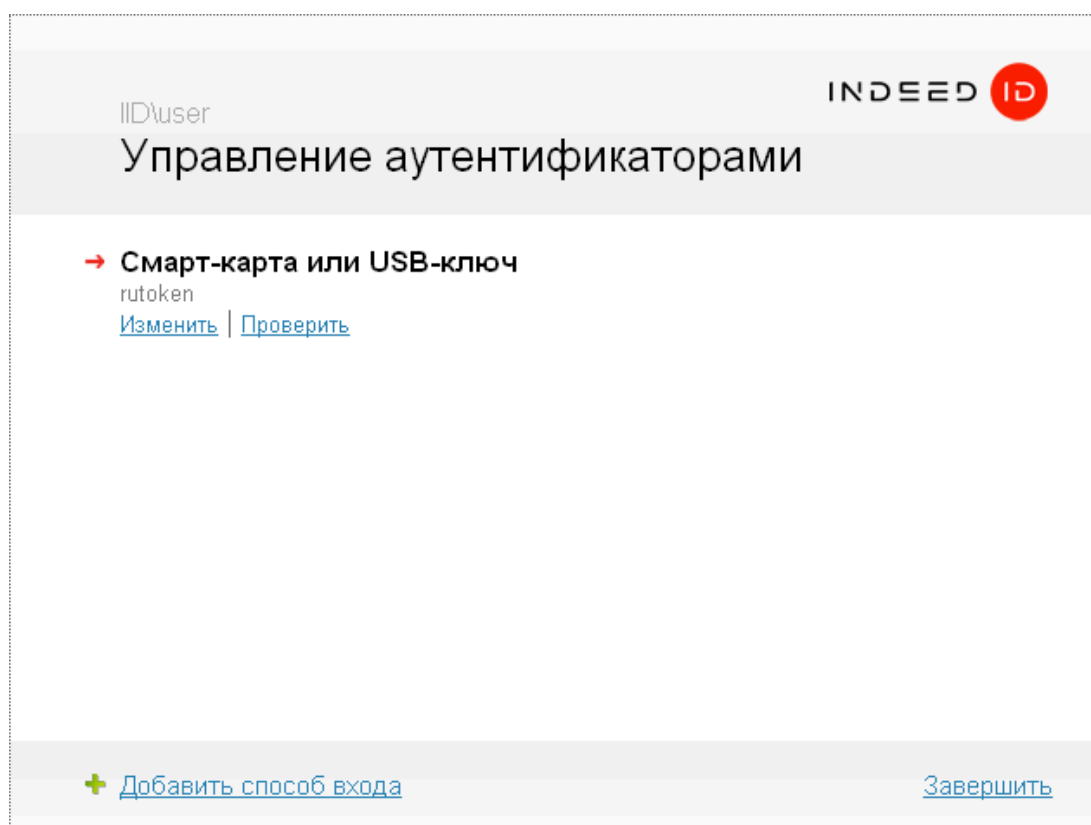 INDEED ID
IID\user
Управление аутентификаторами
Смарт-карта или USB-ключ
rutoken
Изменить | Проверить
Добавить способ входа
Завершить